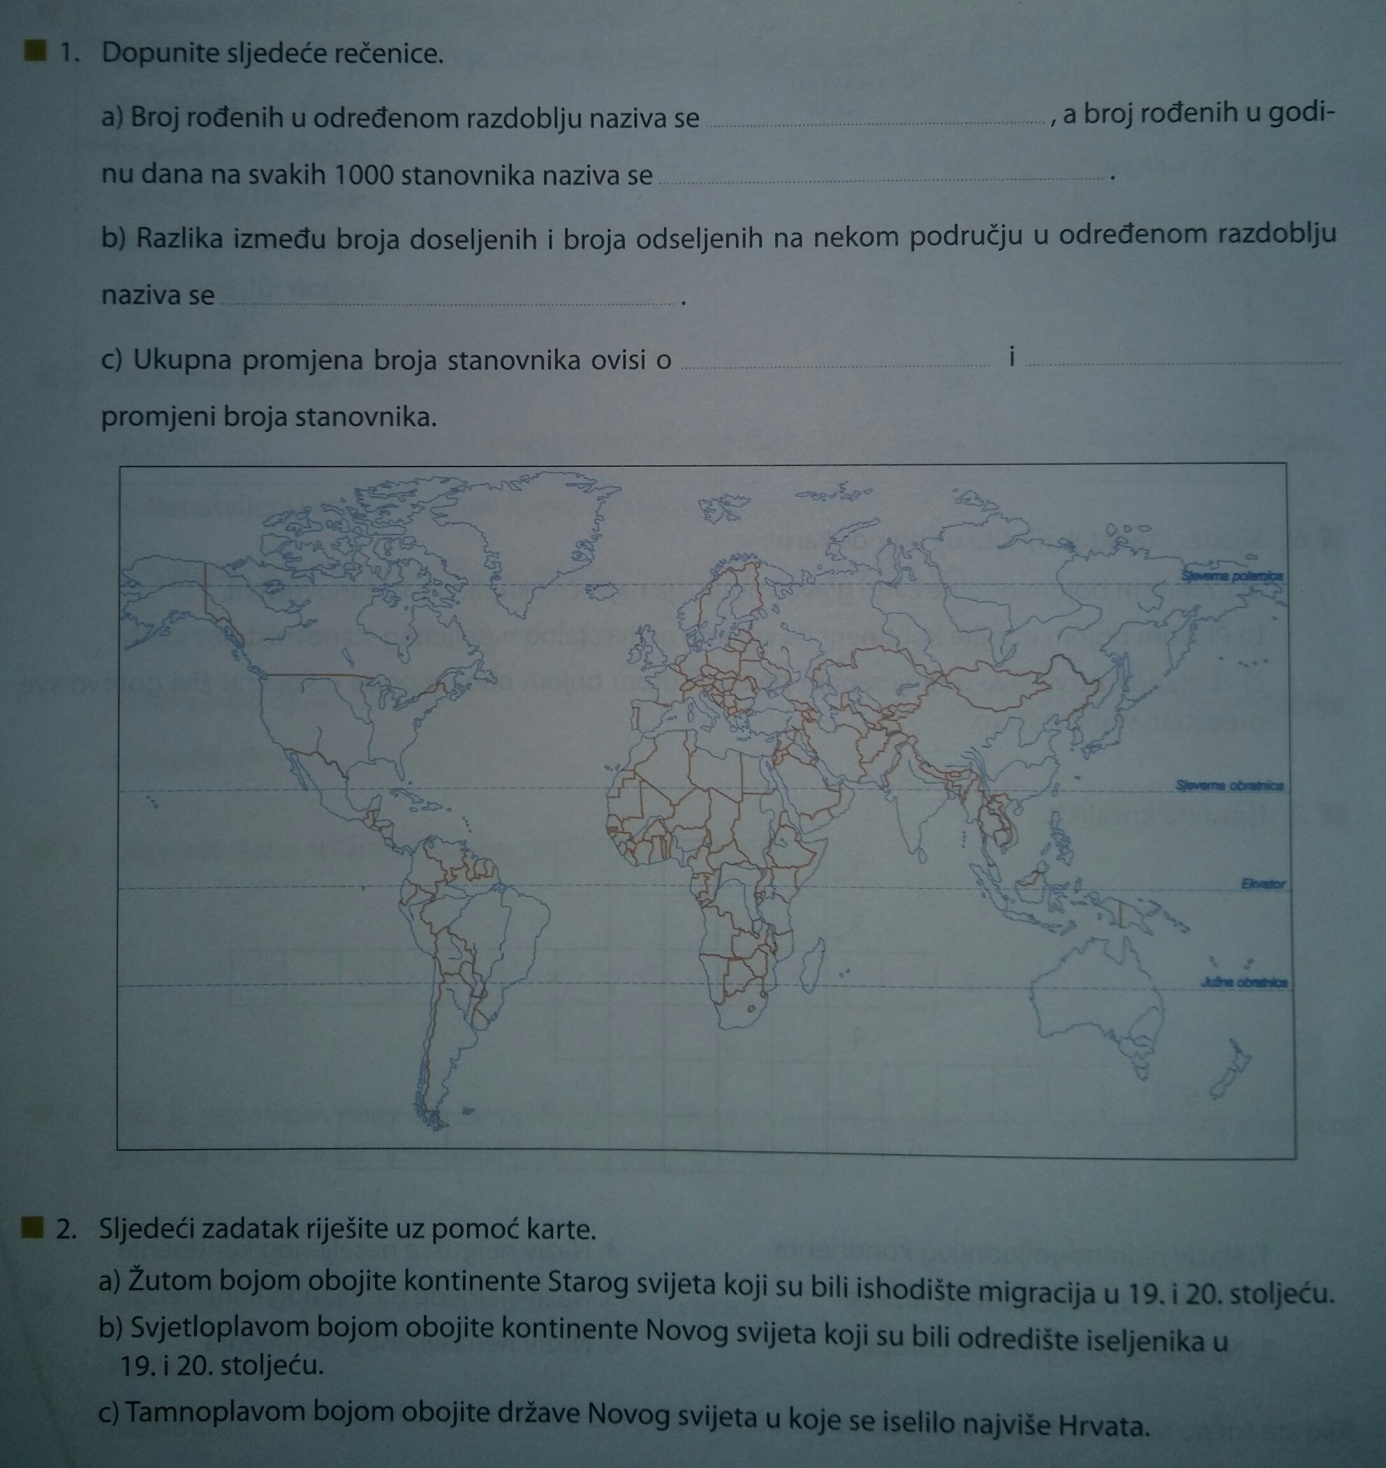 1. Dopunite sljedeće rečenice.
a) Broj rođenih u određenom razdoblju naziva se , a broj rođenih u godi-
nu dana na svakih 1000 stanovnika naziva se .
b) Razlika između broja doseljenih i broja odseljenih na nekom području u određenom razdoblju
naziva se .
c) Ukupna promjena broja stanovnika ovisi o i
promjeni broja stanovnika.
Sjeverna polarnica
Sjeverna obratnica
Ekvator
Južna obratnica
2. Sljedeći zadatak riješite uz pomoć karte.
a) Žutom bojom obojite kontinente Starog svijeta koji su bili ishodište migracija u 19. i 20. stoljeću.
b) Svjetloplavom bojom obojite kontinente Novog svijeta koji su bili odredište iseljenika u
19. i 20. stoljeću.
c) Tamnoplavom bojom obojite države Novog svijeta u koje se iselilo najviše Hrvata.